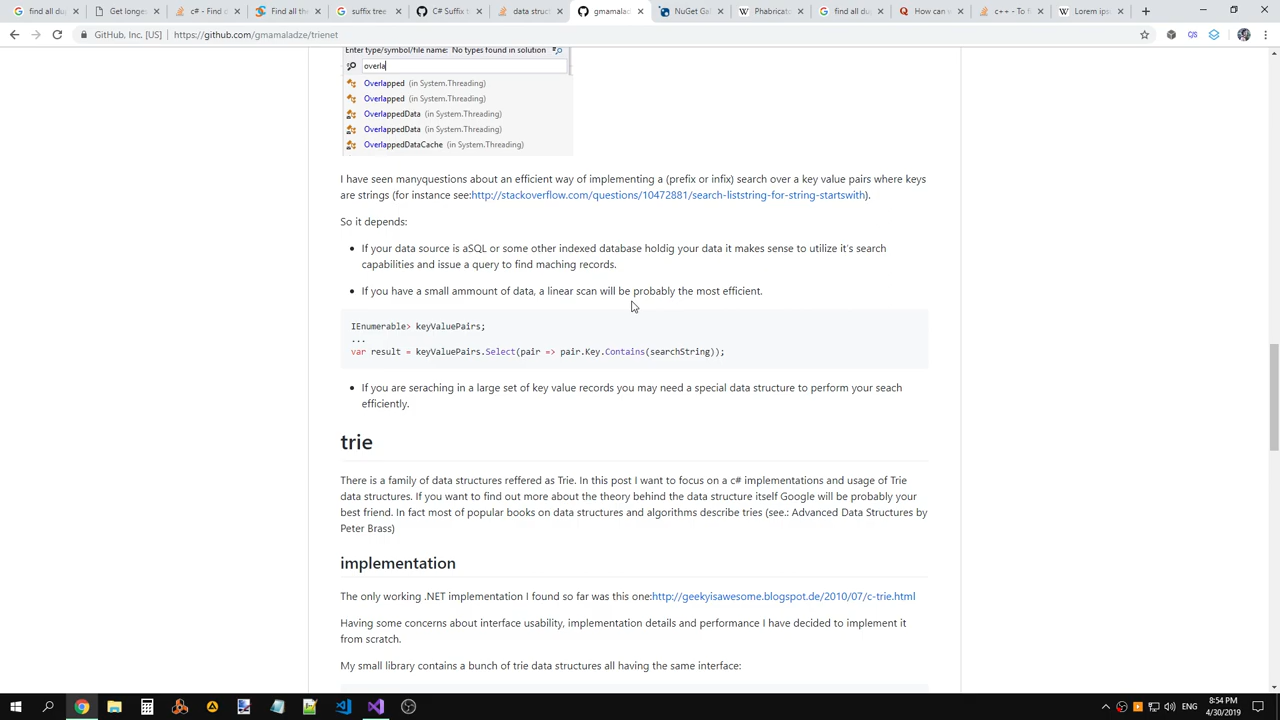 find all du
Get longes
c# - Find d
Find all the
suffix tree
C# Suffix t
data struc
gmamalad
NuGet Gal
Phabricato
find all dup
How can I
c++ - To fi
Lorem ips
GitHub, Inc. [US] | https://github.com/gmamaladze/trienet
Enter type/symbol/file name: No types found in solution
overla
Overlapped (in System.Threading)
Overlapped (in System.Threading)
OverlappedData (in System.Threading)
OverlappedData (in System.Threading)
OverlappedDataCache (in System.Threading)
I have seen manyquestions about an efficient way of implementing a (prefix or infix) search over a key value pairs where keys
are strings (for instance see:http://stackoverflow.com/questions/10472881/search-liststring-for-string-startswith).
So it depends:
• If your data source is aSQL or some other indexed database holdig your data it makes sense to utilize it's search
capabilities and issue a query to find maching records.
• If you have a small ammount of data, a linear scan will be probably the most efficient.
IEnumerable> keyValuePairs;
...
var result = keyValuePairs.Select(pair => pair.Key.Contains(searchString));
• If you are seraching in a large set of key value records you may need a special data structure to perform your seach
efficiently.
trie
There is a family of data structures reffered as Trie. In this post I want to focus on a c# implementations and usage of Trie
data structures. If you want to find out more about the theory behind the data structure itself Google will be probably your
best friend. In fact most of popular books on data structures and algorithms describe tries (see.: Advanced Data Structures by
Peter Brass)
implementation
The only working .NET implementation I found so far was this one:http://geekyisawesome.blogspot.de/2010/07/c-trie.html
Having some concerns about interface usability, implementation details and performance I have decided to implement it
from scratch.
My small library contains a bunch of trie data structures all having the same interface:
ENG
8:54 PM
4/30/2019